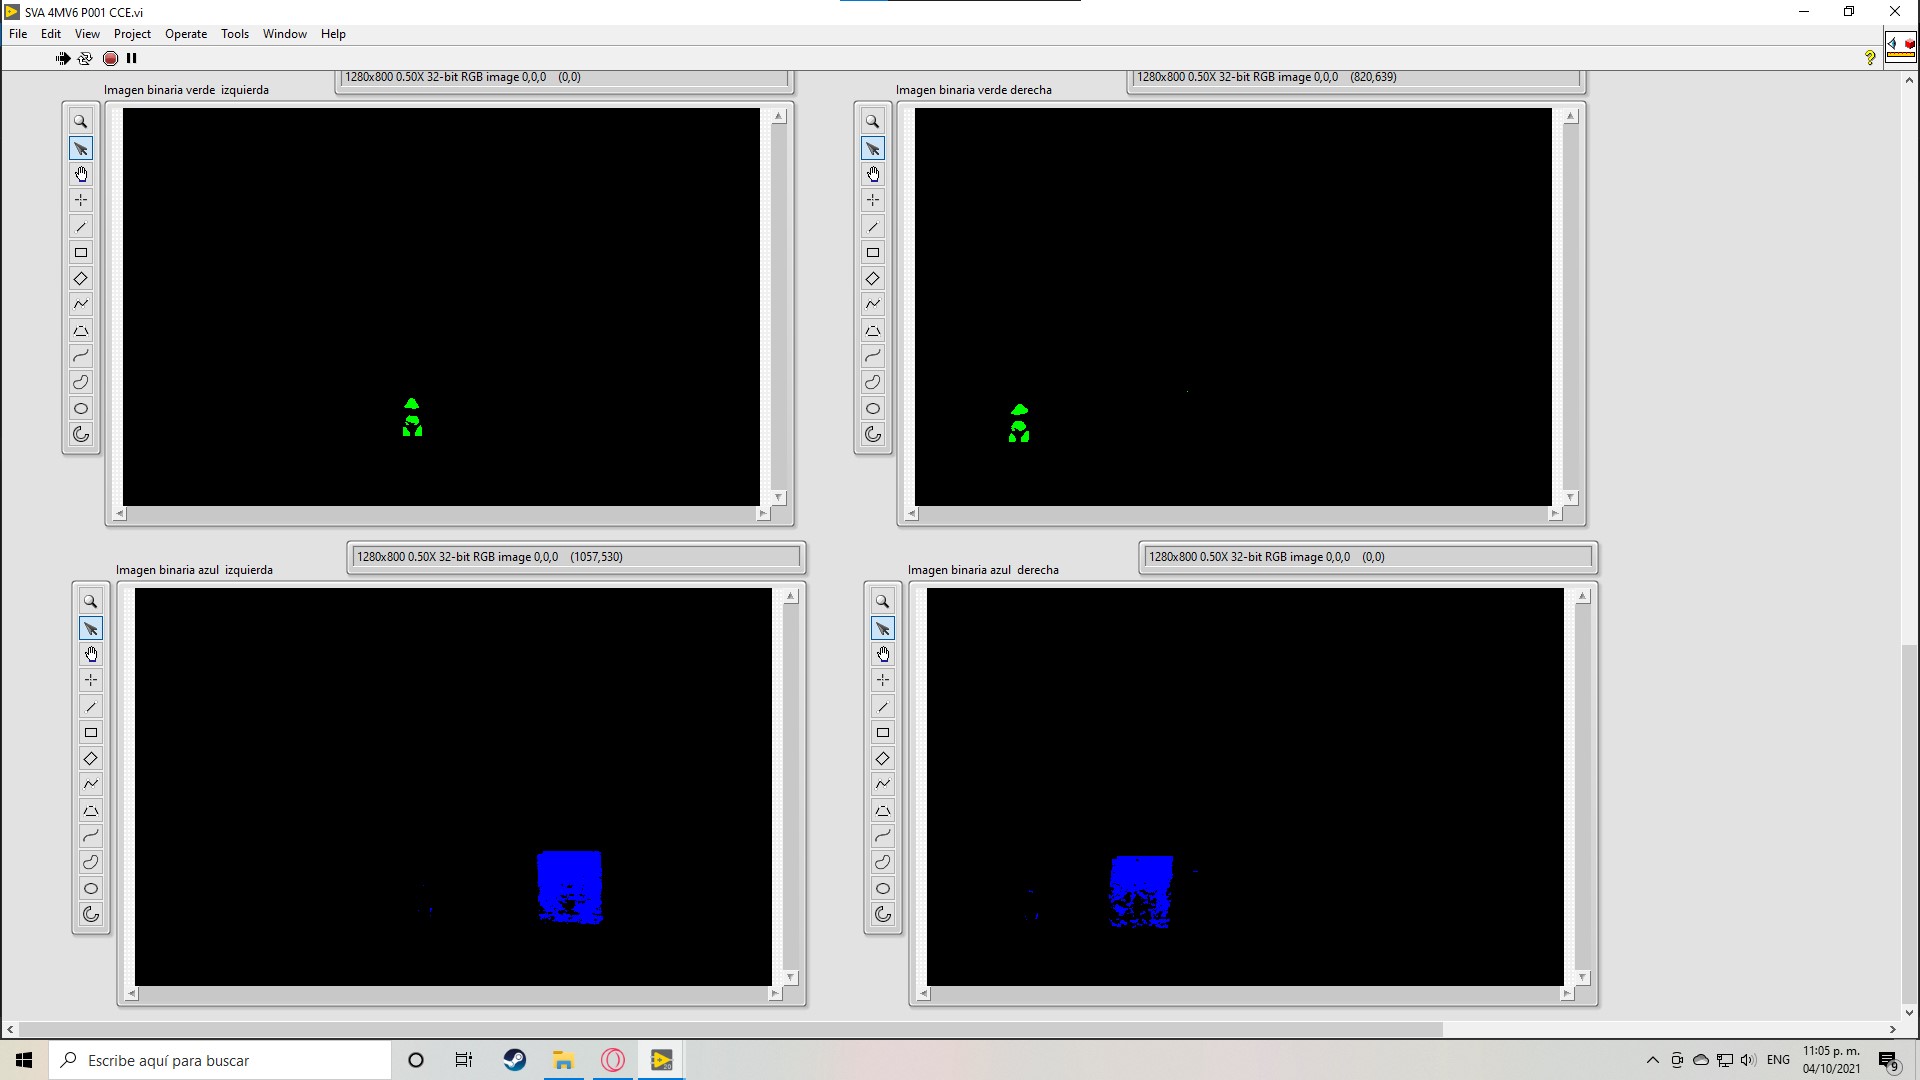 SVA 4MV6 P001 CCE.vi
File Edit View Project Operate Tools Window Help
1280x800 0.50X 32-bit RGB image 0,0,0 (0,0)
1280x800 0.50X 32-bit RGB image 0,0,0 (820,639)
Imagen binaria verde izquierda
Imagen binaria verde derecha
1280x800 0.50X 32-bit RGB image 0,0,0 (1057,530)
1280x800 0.50X 32-bit RGB image 0,0,0 (0,0)
Imagen binaria azul izquierda
Imagen binaria azul derecha
Escribe aquí para buscar
20
ENG
11:05 p. m.
04/10/2021
9